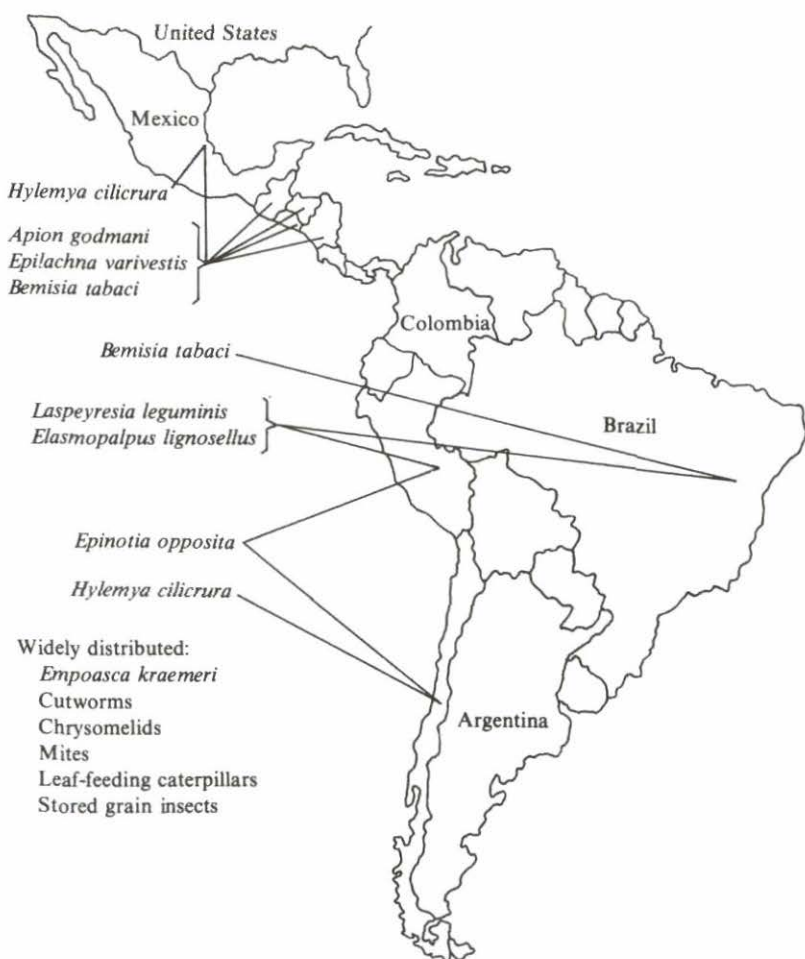 United States
Mexico
Hylemya cilicrura
Apion godmani
Epilachna varivestis
Bemisia tabaci
Colombia
Bemisia tabaci
Laspeyresia leguminis
Elasmopalpus lignosellus
Brazil
Epinotia opposita
Hylemya cilicrura
Widely distributed:
Empoasca kraemeri
Cutworms
Chrysomelids
Mites
Leaf-feeding caterpillars
Stored grain insects
Argentina